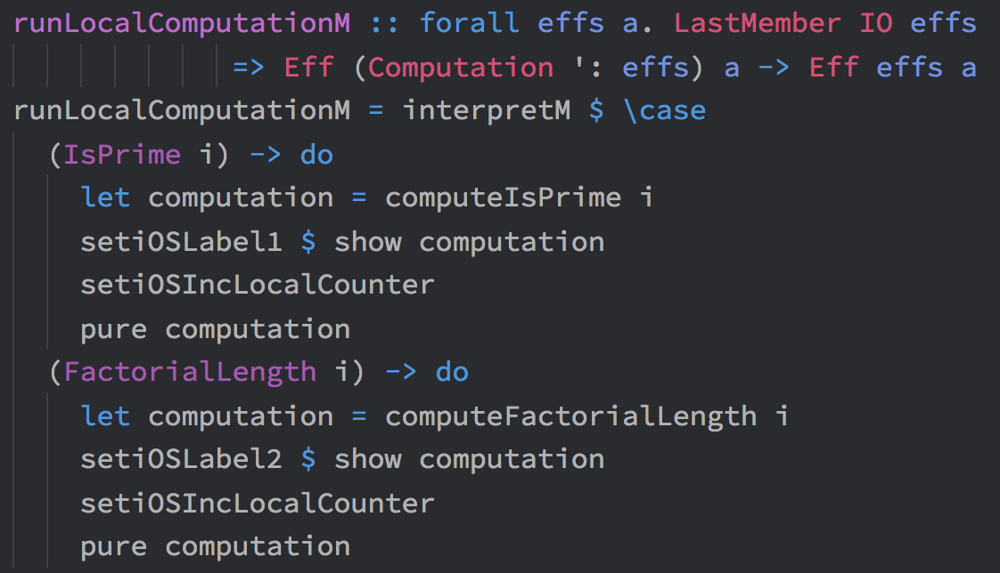 runLocalComputationM :: forall effs a. LastMember IO effs
=> Eff (Computation ': effs) a -> Eff effs a
runLocalComputationM = interpretM $ \case
(IsPrime i) -> do
let computation = computeIsPrime i
setiOSLabel1 $ show computation
setiOSIncLocalCounter
pure computation
(FactorialLength i) -> do
let computation = computeFactorialLength i
setiOSLabel2 $ show computation
setiOSIncLocalCounter
pure computation